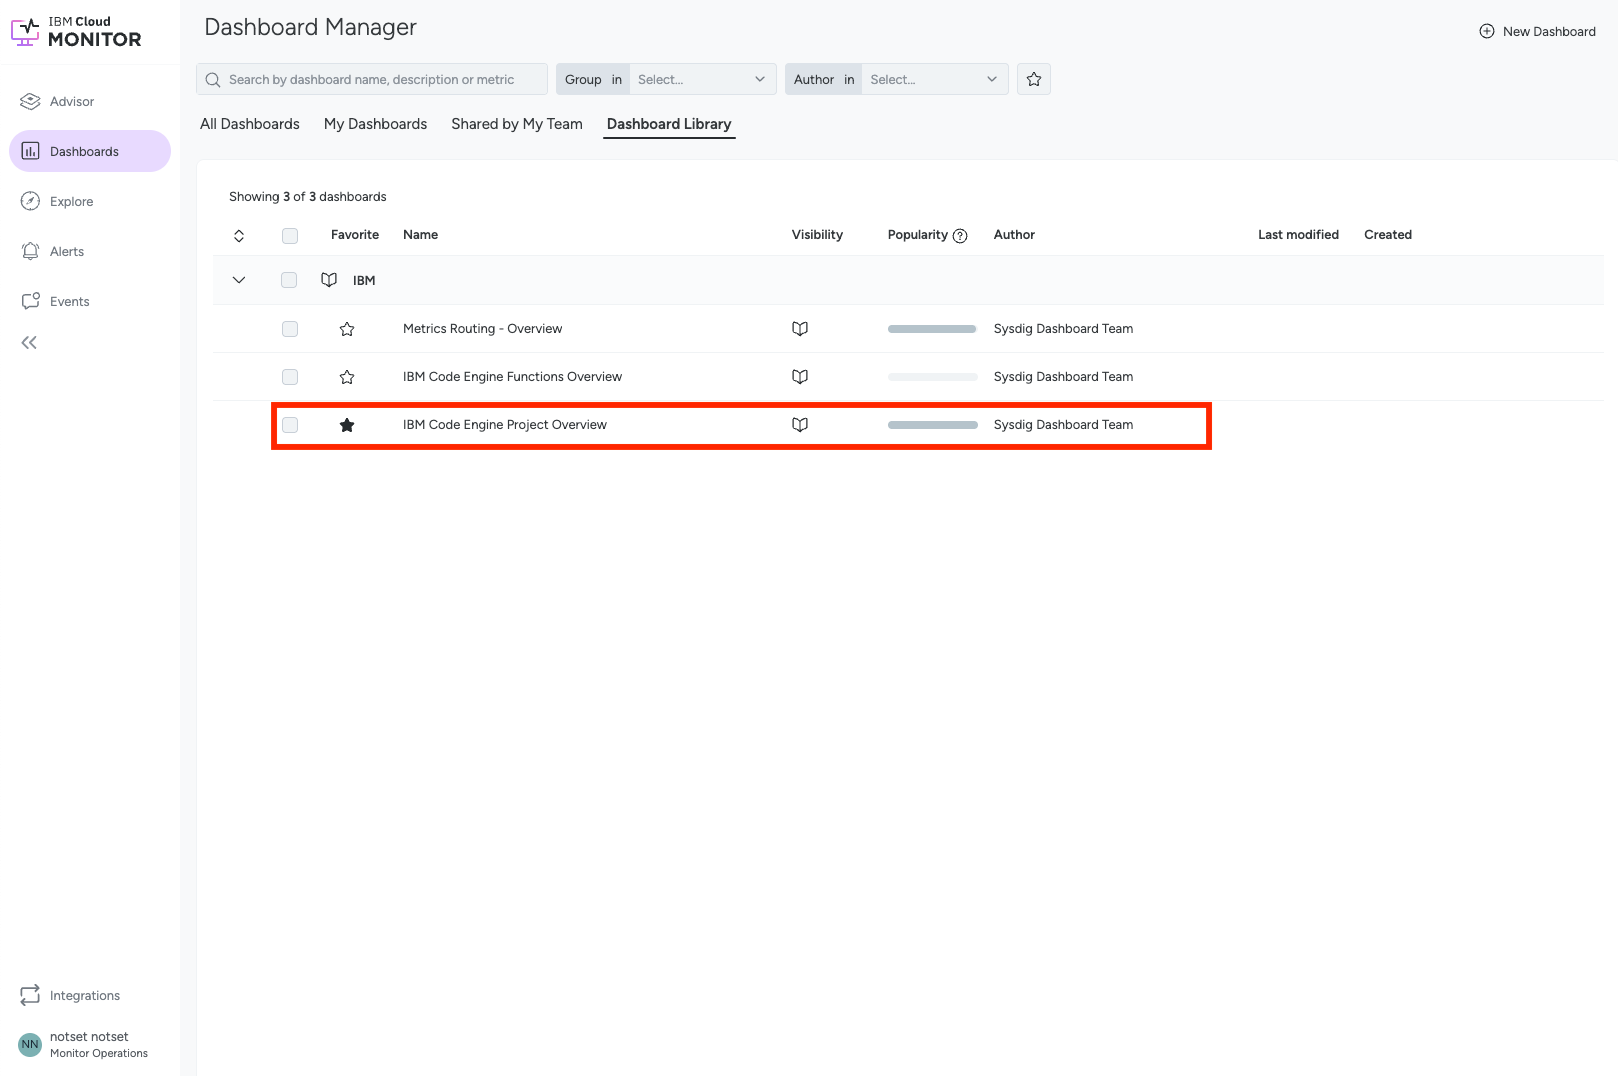 IBM Cloud
MONITOR
Advisor
Dashboards
Explore
Alerts
Events
Integrations
NN
notset notset
Monitor Operations
Dashboard Manager
New Dashboard
Search by dashboard name, description or metric
Group in Select...
Author in Select...
All Dashboards My Dashboards Shared by My Team Dashboard Library
Showing 3 of 3 dashboards
Favorite Name Visibility Popularity ? Author Last modified Created
IBM
Metrics Routing - Overview Sysdig Dashboard Team
IBM Code Engine Functions Overview Sysdig Dashboard Team
IBM Code Engine Project Overview Sysdig Dashboard Team